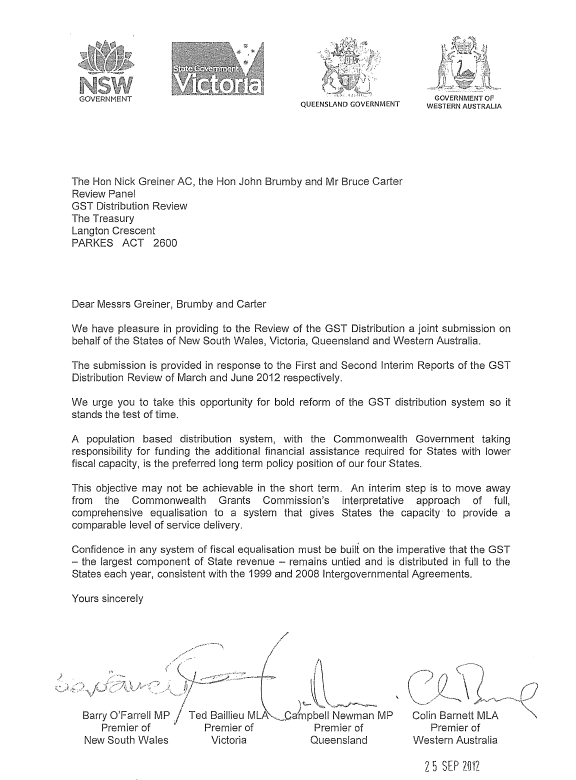 NSW
GOVERNMENT
State Government
Victoria
QUEENSLAND GOVERNMENT
GOVERNMENT OF
WESTERN AUSTRALIA
The Hon Nick Greiner AC, the Hon John Brumby and Mr Bruce Carter
Review Panel
GST Distribution Review
The Treasury
Langton Crescent
PARKES ACT 2600
Dear Messrs Greiner, Brumby and Carter
We have pleasure in providing to the Review of the GST Distribution a joint submission on
behalf of the States of New South Wales, Victoria, Queensland and Western Australia.
The submission is provided in response to the First and Second Interim Reports of the GST
Distribution Review of March and June 2012 respectively.
We urge you to take this opportunity for bold reform of the GST distribution system so it
stands the test of time.
A population based distribution system, with the Commonwealth Government taking
responsibility for funding the additional financial assistance required for States with lower
fiscal capacity, is the preferred long term policy position of our four States.
This objective may not be achievable in the short term. An interim step is to move away
from the Commonwealth Grants Commission's interpretative approach of full,
comprehensive equalisation to a system that gives States the capacity to provide a
comparable level of service delivery.
Confidence in any system of fiscal equalisation must be built on the imperative that the GST
– the largest component of State revenue – remains untied and is distributed in full to the
States each year, consistent with the 1999 and 2008 Intergovernmental Agreements.
Yours sincerely
Barry O'Farrell MP Ted Baillieu MLA Campbell Newman MP Colin Barnett MLA
Premier of Premier of Premier of Premier of
New South Wales Victoria Queensland Western Australia
25 SEP 2012